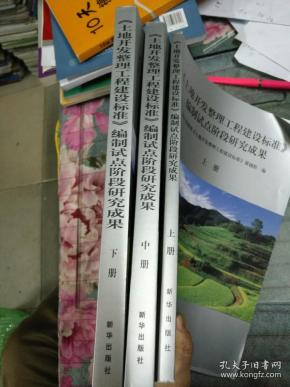 《土地开发整理工程建设标准》编制试点阶段研究成果
下册
新华出版社
《土地开发整理工程建设标准》编制试点阶段研究成果
中册
新华出版社
《土地开发整理工程建设标准》编制试点阶段研究成果
上册
新华出版社
土地开发整理工程建设标准》
编制试点阶段研究成果
上册
10天
孔夫子旧书网